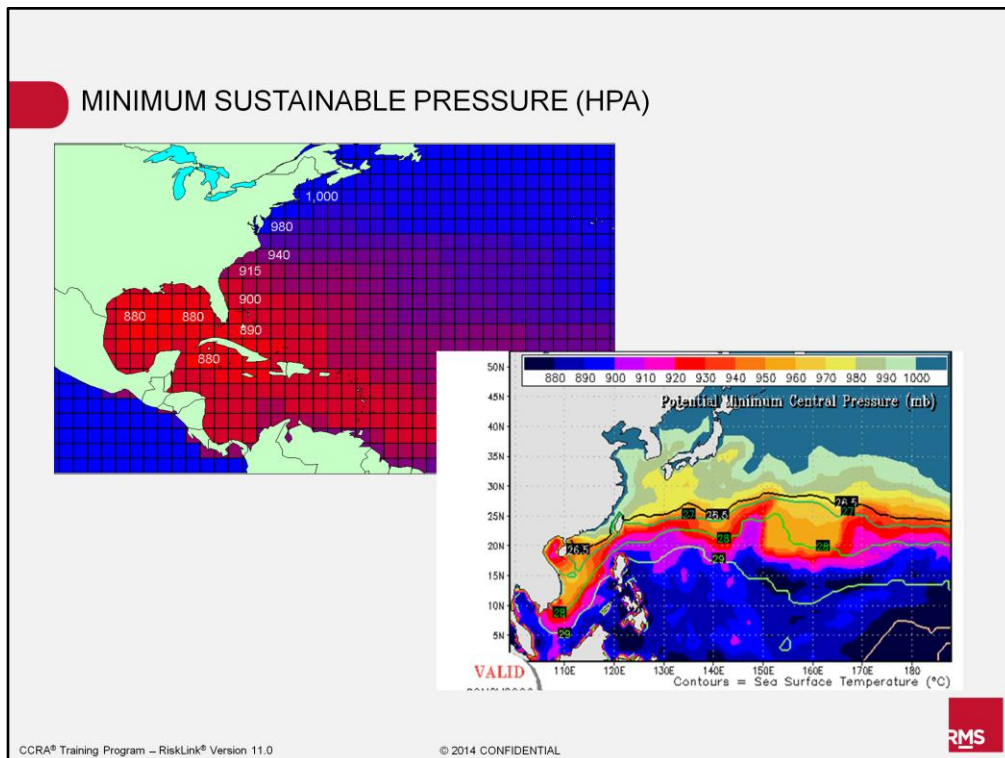 MINIMUM SUSTAINABLE PRESSURE (HPA)
1,000
980
940
915
900
880 880 890
880
880 890 900 910 920 930 940 960 970 980 990 1000
Potential Minimum Central Pressure (mb)
50N
45N
40N
35N
30N
25N
20N
15N
10N
5N
26.5
27
26.5
26.5
27
28
28
29
28
29
110E 120E 130E 140E 150E 160E 170E 180
VALID
Contours = Sea Surface Temperature (°C)
RMS
CCRA® Training Program – RiskLink® Version 11.0
© 2014 CONFIDENTIAL